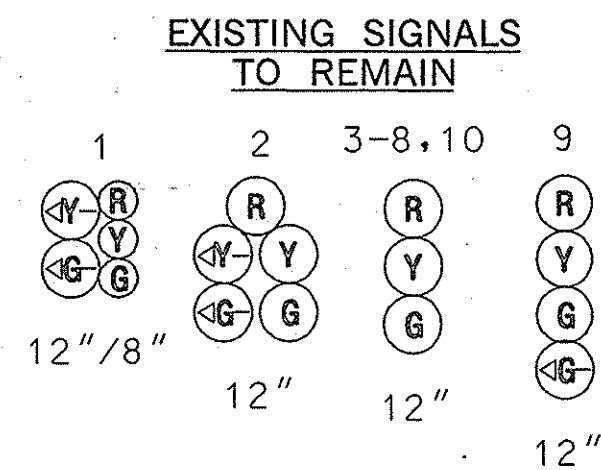 EXISTING SIGNALS
TO REMAIN
1 2 3-8,10 9
R R R R
Y Y Y Y Y Y
G G G G G
G
12"/8" 12" 12" 12"